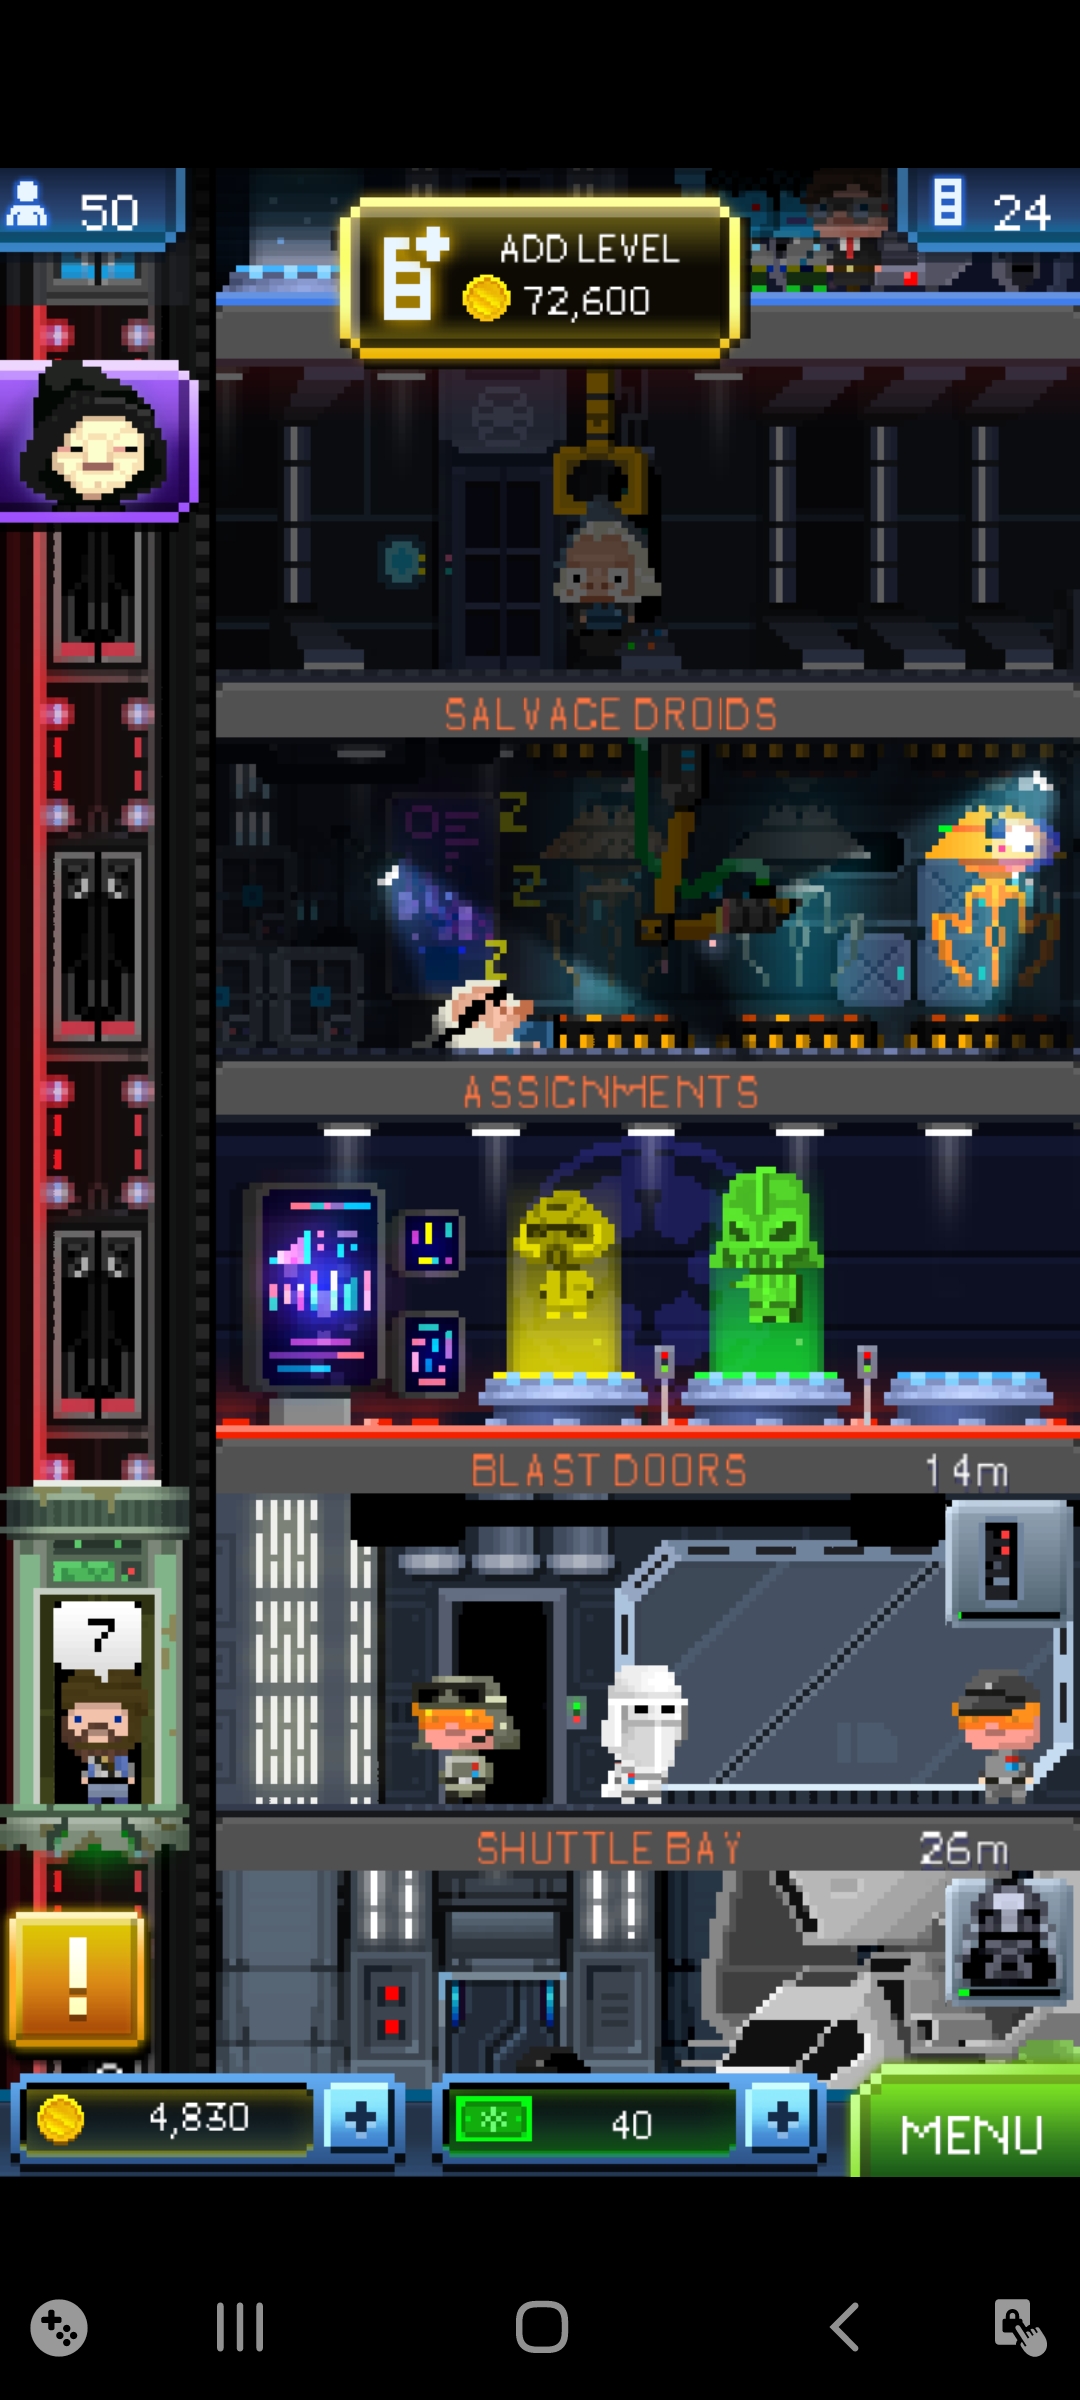 50
ADD LEVEL
72,600
24
SALVAGE DROIDS
Z
Z
Z
ASSIGNMENTS
BLAST DOORS 14m
7
SHUTTLE BAY 26m
!
4,830
+
40
+
MENU